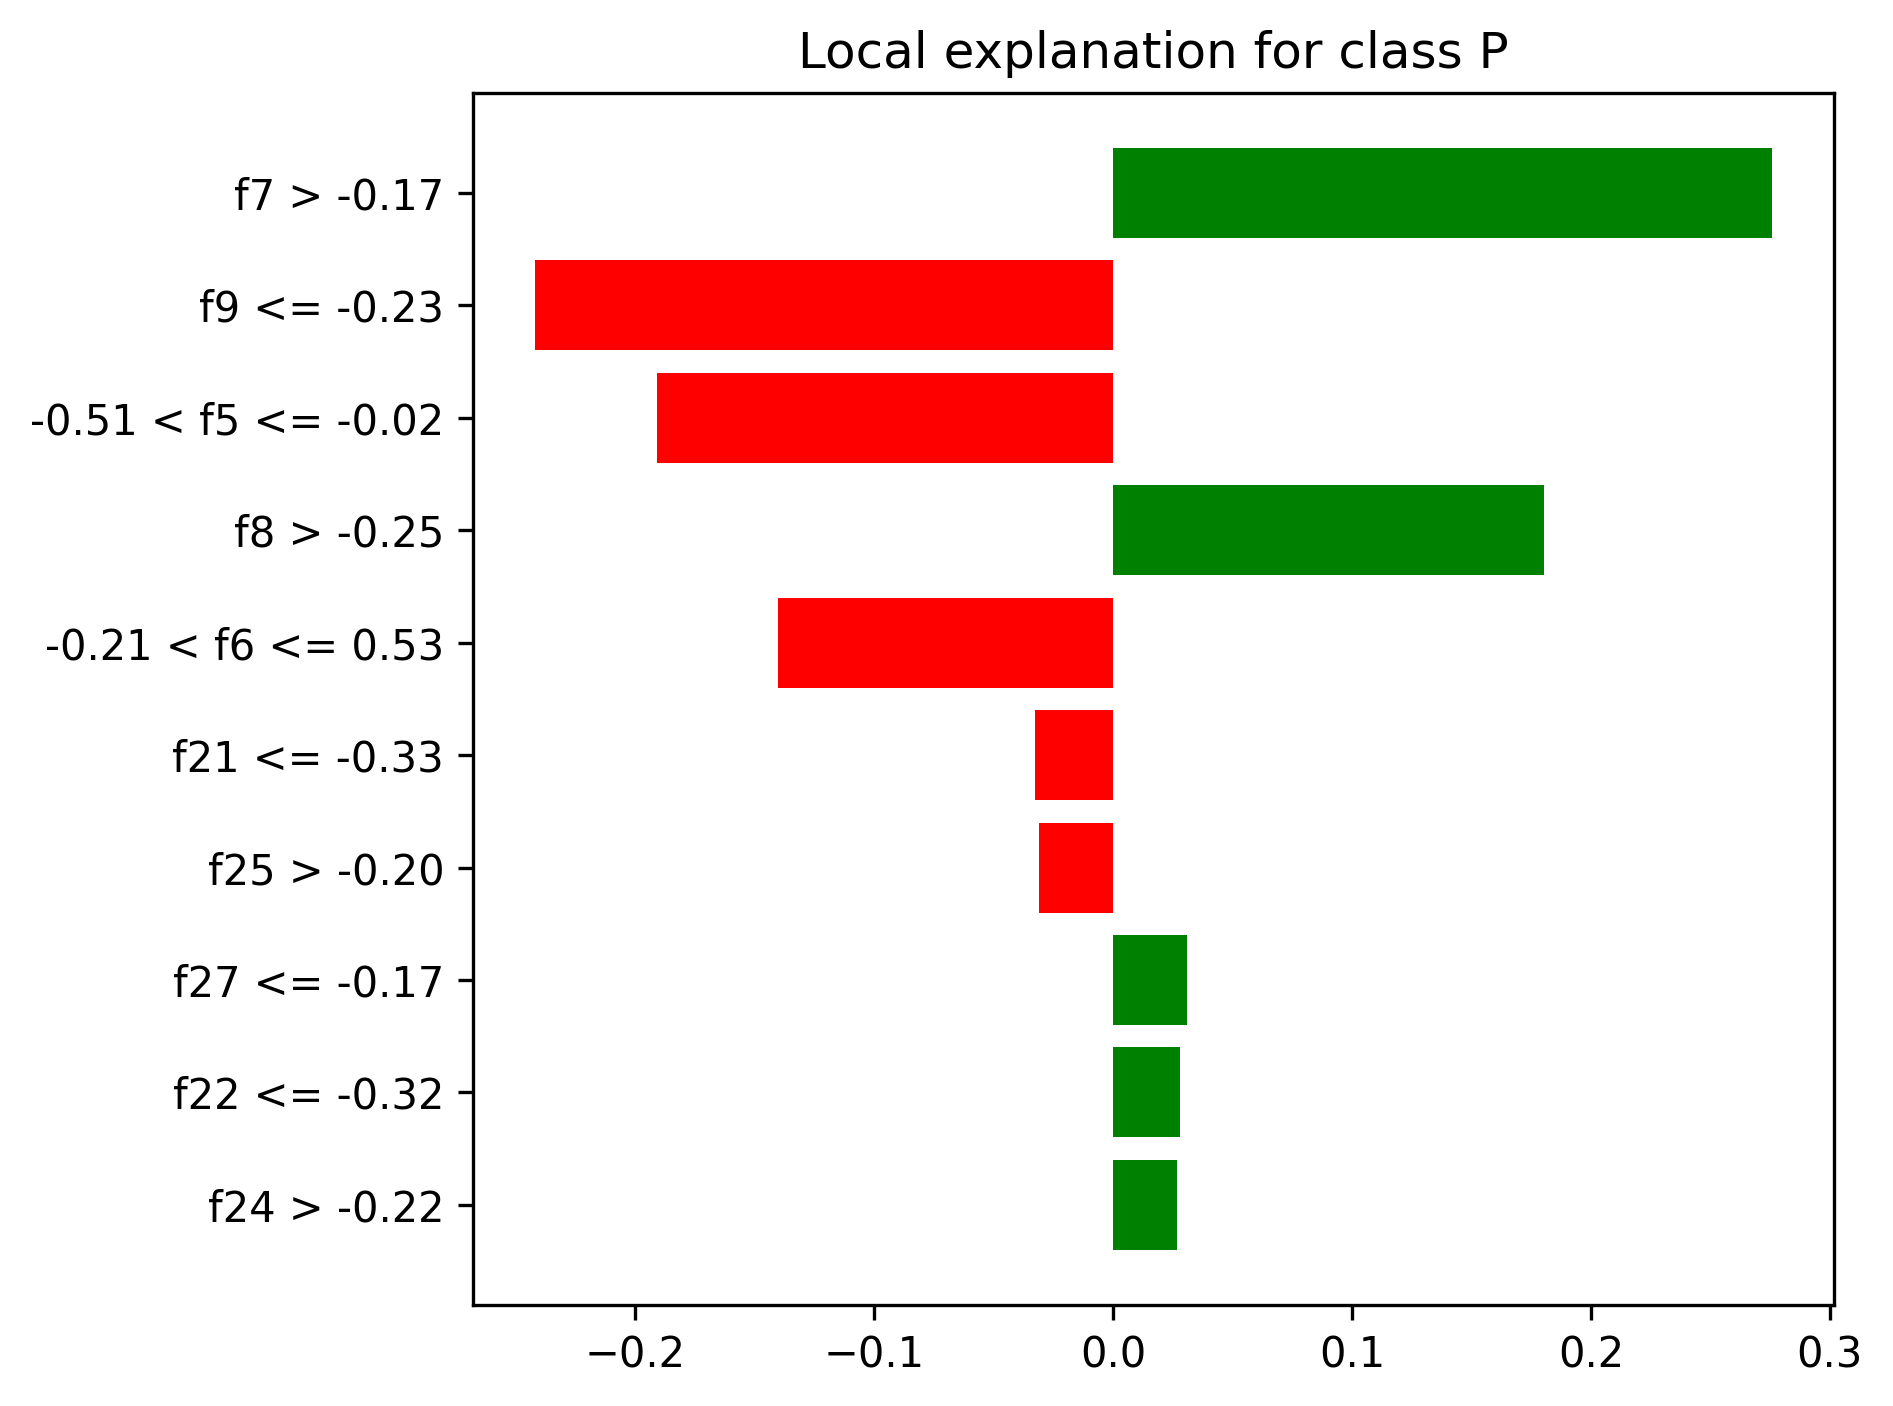 Local explanation for class P
f7 > -0.17
f9 <= -0.23
-0.51 < f5 <= -0.02
f8 > -0.25
-0.21 < f6 <= 0.53
f21 <= -0.33
f25 > -0.20
f27 <= -0.17
f22 <= -0.32
f24 > -0.22
−0.2 −0.1 0.0 0.1 0.2 0.3